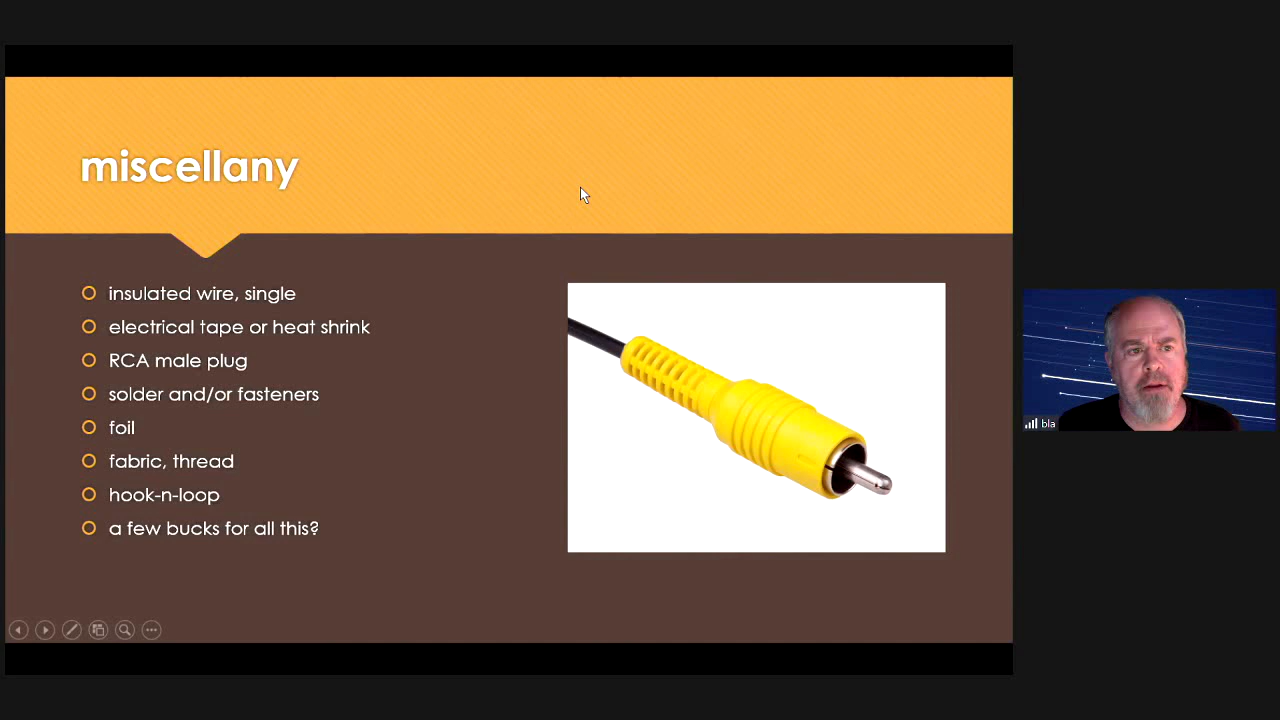 miscellany
insulated wire, single
electrical tape or heat shrink
RCA male plug
solder and/or fasteners
foil
fabric, thread
hook-n-loop
a few bucks for all this?
bla